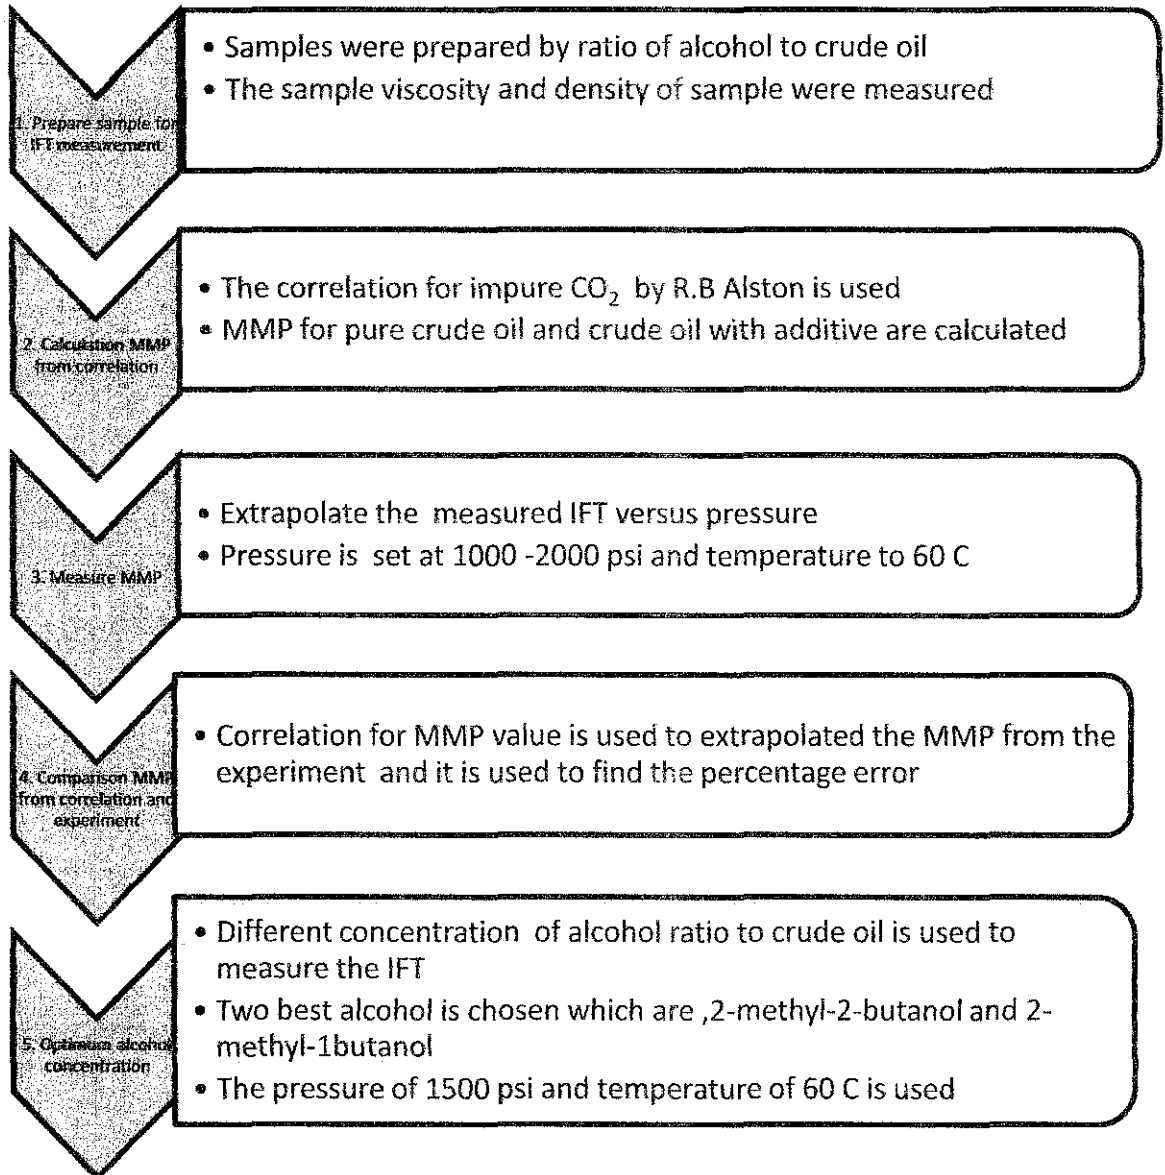 1. Prepare sample for
IFT measurement
• Samples were prepared by ratio of alcohol to crude oil
• The sample viscosity and density of sample were measured
2. Calculation MMP
from correlation
• The correlation for impure CO₂ by R.B Alston is used
• MMP for pure crude oil and crude oil with additive are calculated
3. Measure MMP
• Extrapolate the measured IFT versus pressure
• Pressure is set at 1000 -2000 psi and temperature to 60 C
4. Comparison MMP
from correlation and
experiment
• Correlation for MMP value is used to extrapolated the MMP from the
experiment and it is used to find the percentage error
5. Optimum alcohol
concentration
• Different concentration of alcohol ratio to crude oil is used to
measure the IFT
• Two best alcohol is chosen which are ,2-methyl-2-butanol and 2-
methyl-1butanol
• The pressure of 1500 psi and temperature of 60 C is used